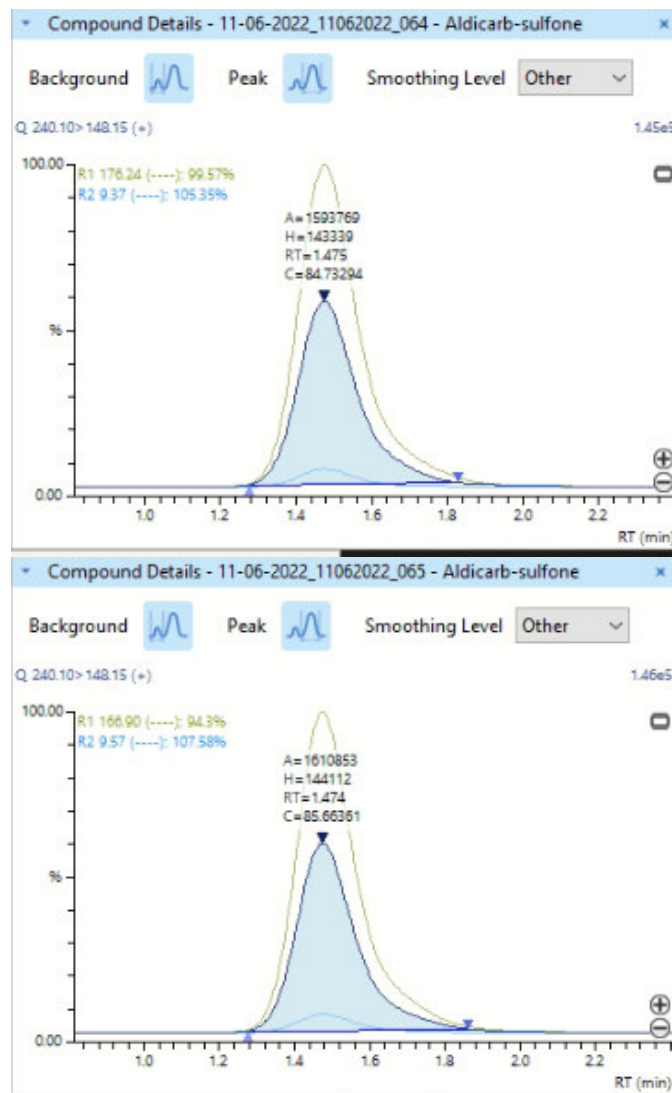 Compound Details - 11-06-2022_11062022_064 - Aldicarb-sulfone ×
Background Peak Smoothing Level Other
Q 240.10>148.15 (+) 1.45e5
100.00
R1 176.24 (----): 99.57%
R2 9.37 (----): 105.35%
A=1593769
H=143339
RT=1.475
C=84.73294
%
0.00
1.0 1.2 1.4 1.6 1.8 2.0 2.2
RT (min)
Compound Details - 11-06-2022_11062022_065 - Aldicarb-sulfone ×
Background Peak Smoothing Level Other
Q 240.10>148.15 (+) 1.46e5
100.00
R1 166.90 (----): 94.3%
R2 9.57 (----): 107.58%
A=1610853
H=144112
RT=1.474
C=85.66361
%
0.00
1.0 1.2 1.4 1.6 1.8 2.0 2.2
RT (min)